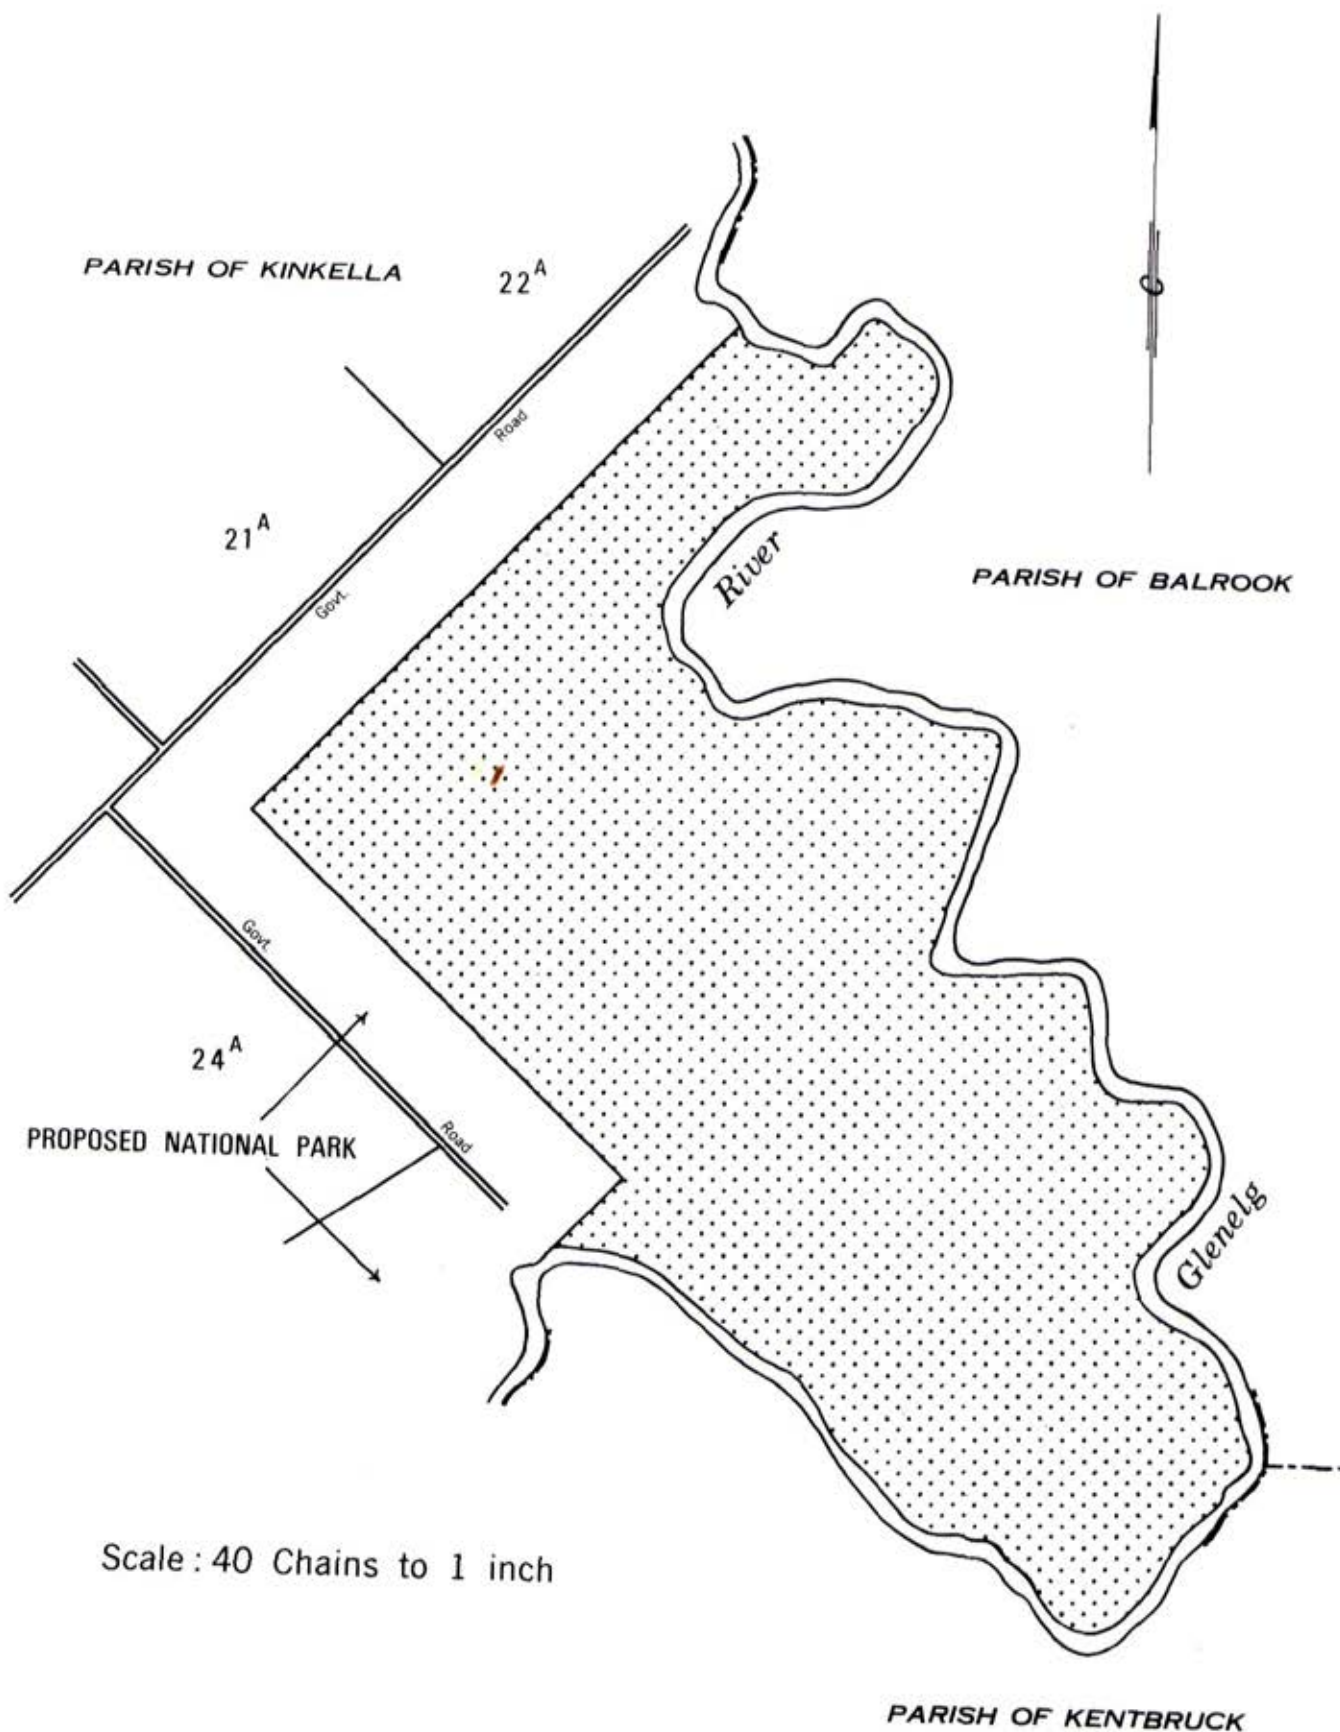 PARISH OF KINKELLA
22A
C
Road
21A
Govt.
River
PARISH OF BALROOK
Govt.
24A
PROPOSED NATIONAL PARK
Road
Glenelg
Scale : 40 Chains to 1 inch
PARISH OF KENTBRUCK